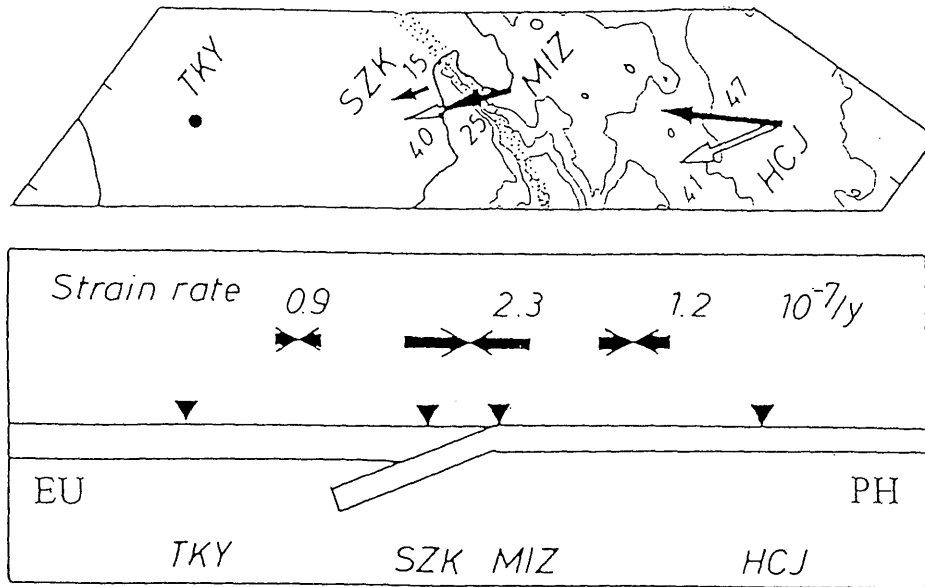 TKY
SZK
15
MIZ
40
25
47
41
HCJ
Strain rate 0.9 2.3 1.2 10⁻⁷/y
EU PH
TKY SZK MIZ HCJ